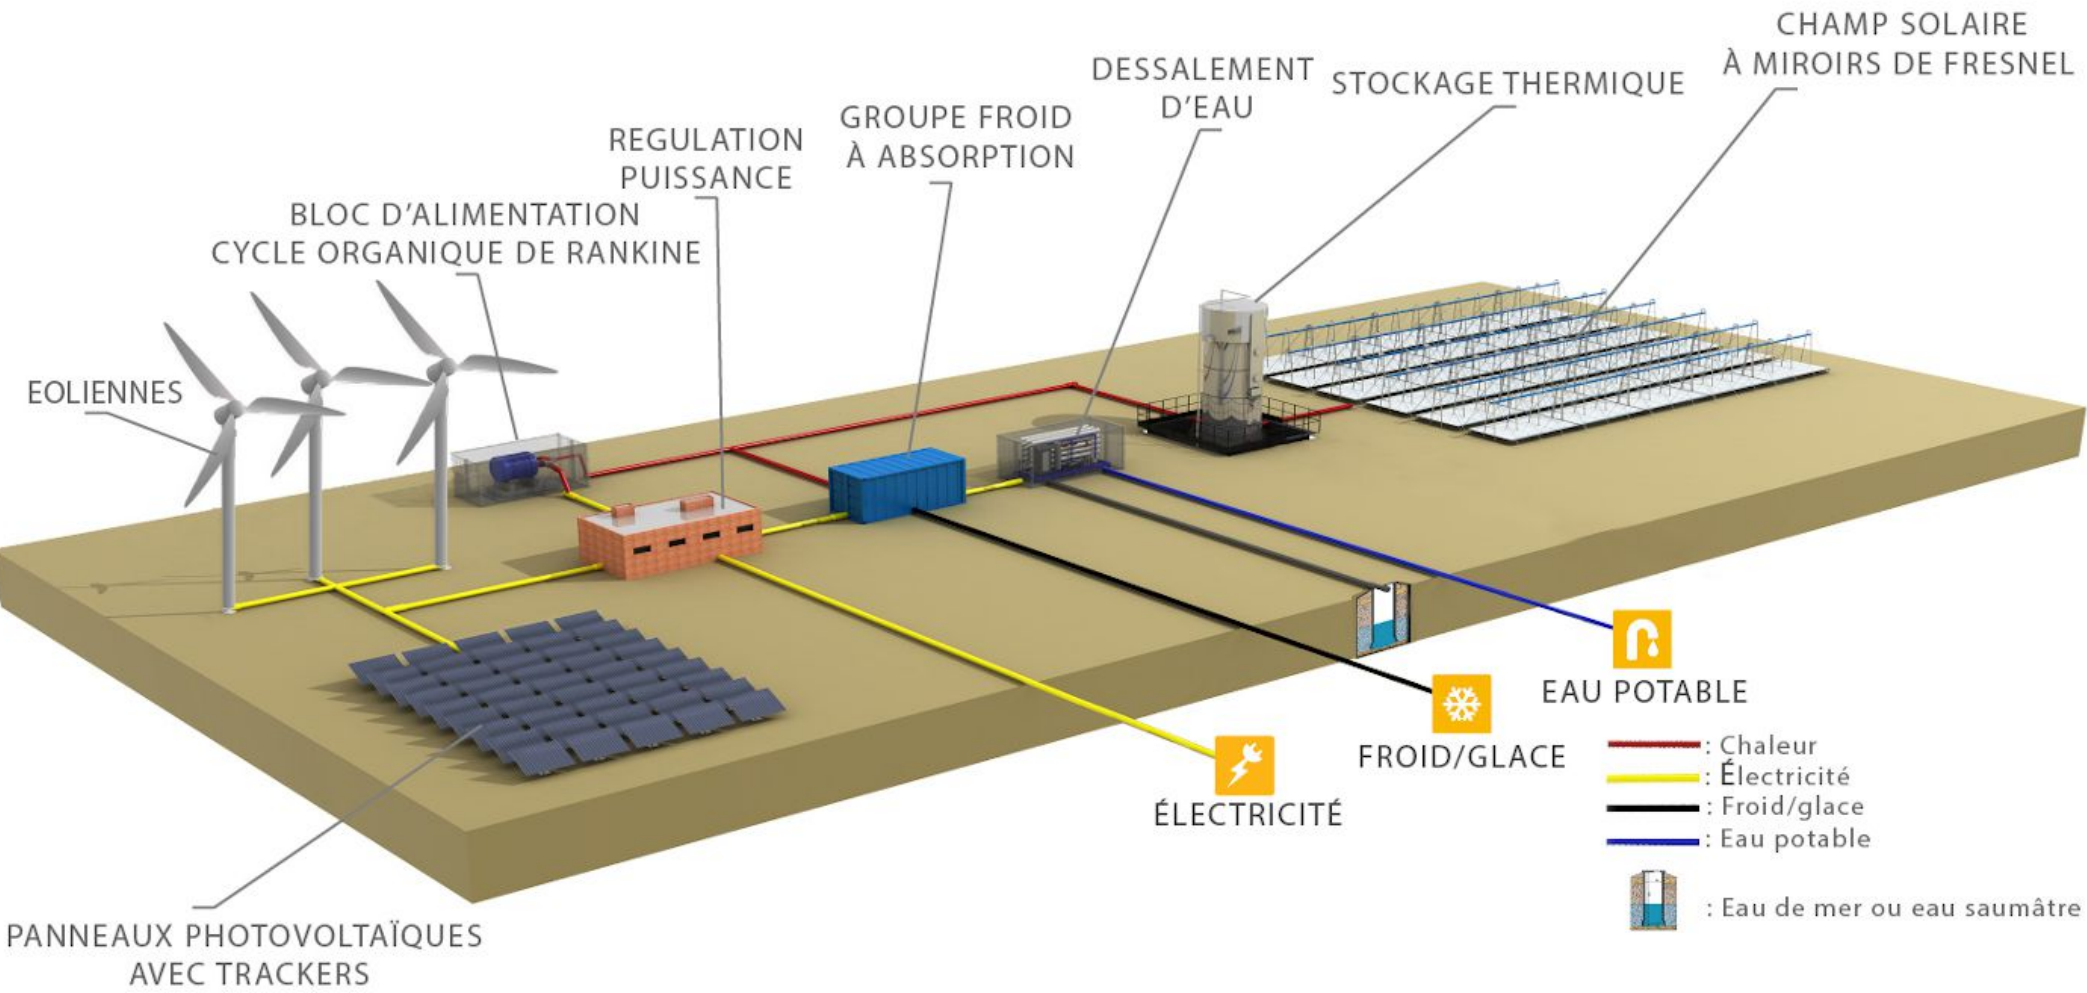 CHAMP SOLAIRE
À MIROIRS DE FRESNEL
DESSALEMENT
D'EAU
STOCKAGE THERMIQUE
GROUPE FROID
À ABSORPTION
REGULATION
PUISSANCE
BLOC D'ALIMENTATION
CYCLE ORGANIQUE DE RANKINE
EOLIENNES
EAU POTABLE
FROID/GLACE
ÉLECTRICITÉ
: Chaleur
: Électricité
: Froid/glace
: Eau potable
: Eau de mer ou eau saumâtre
PANNEAUX PHOTOVOLTAÏQUES
AVEC TRACKERS